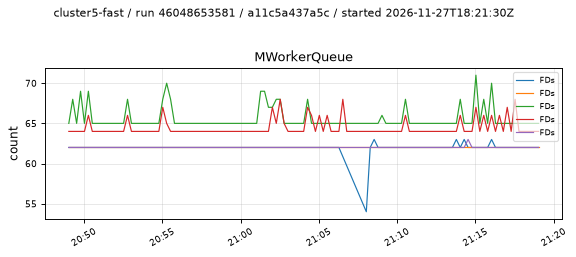 cluster5-fast / run 46048653581 / a11c5a437a5c / started 2026-11-27T18:21:30Z
MWorkerQueue
count
70
65
60
55
20:50
20:55
21:00
21:05
21:10
21:15
21:20
FDs
FDs
FDs
FDs
FDs